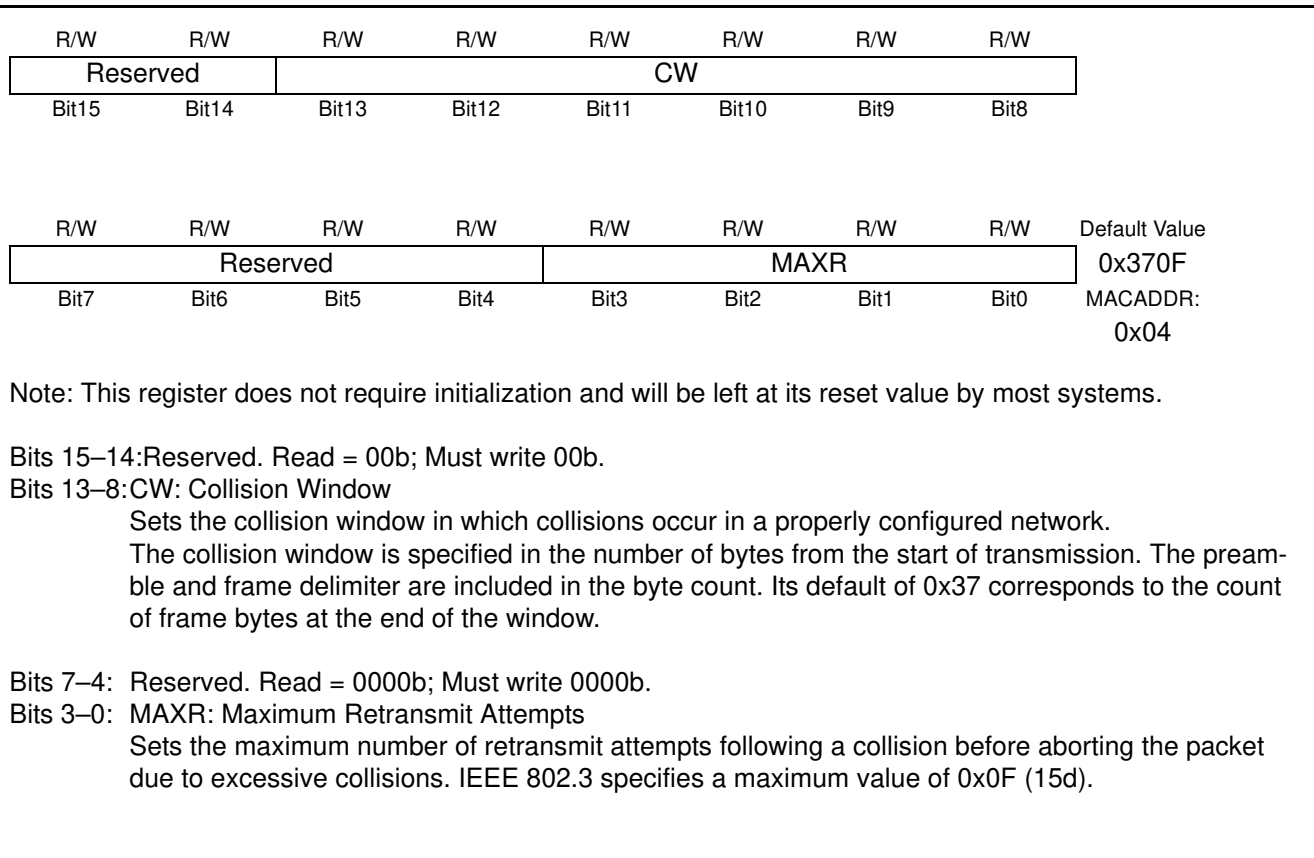 R/W R/W R/W R/W R/W R/W R/W R/W
Reserved CW
Bit15 Bit14 Bit13 Bit12 Bit11 Bit10 Bit9 Bit8
R/W R/W R/W R/W R/W R/W R/W R/W Default Value
Reserved MAXR 0x370F
Bit7 Bit6 Bit5 Bit4 Bit3 Bit2 Bit1 Bit0 MACADDR:
0x04
Note: This register does not require initialization and will be left at its reset value by most systems.
Bits 15–14:Reserved. Read = 00b; Must write 00b.
Bits 13–8:CW: Collision Window
Sets the collision window in which collisions occur in a properly configured network.
The collision window is specified in the number of bytes from the start of transmission. The pream-
ble and frame delimiter are included in the byte count. Its default of 0x37 corresponds to the count
of frame bytes at the end of the window.
Bits 7–4: Reserved. Read = 0000b; Must write 0000b.
Bits 3–0: MAXR: Maximum Retransmit Attempts
Sets the maximum number of retransmit attempts following a collision before aborting the packet
due to excessive collisions. IEEE 802.3 specifies a maximum value of 0x0F (15d).